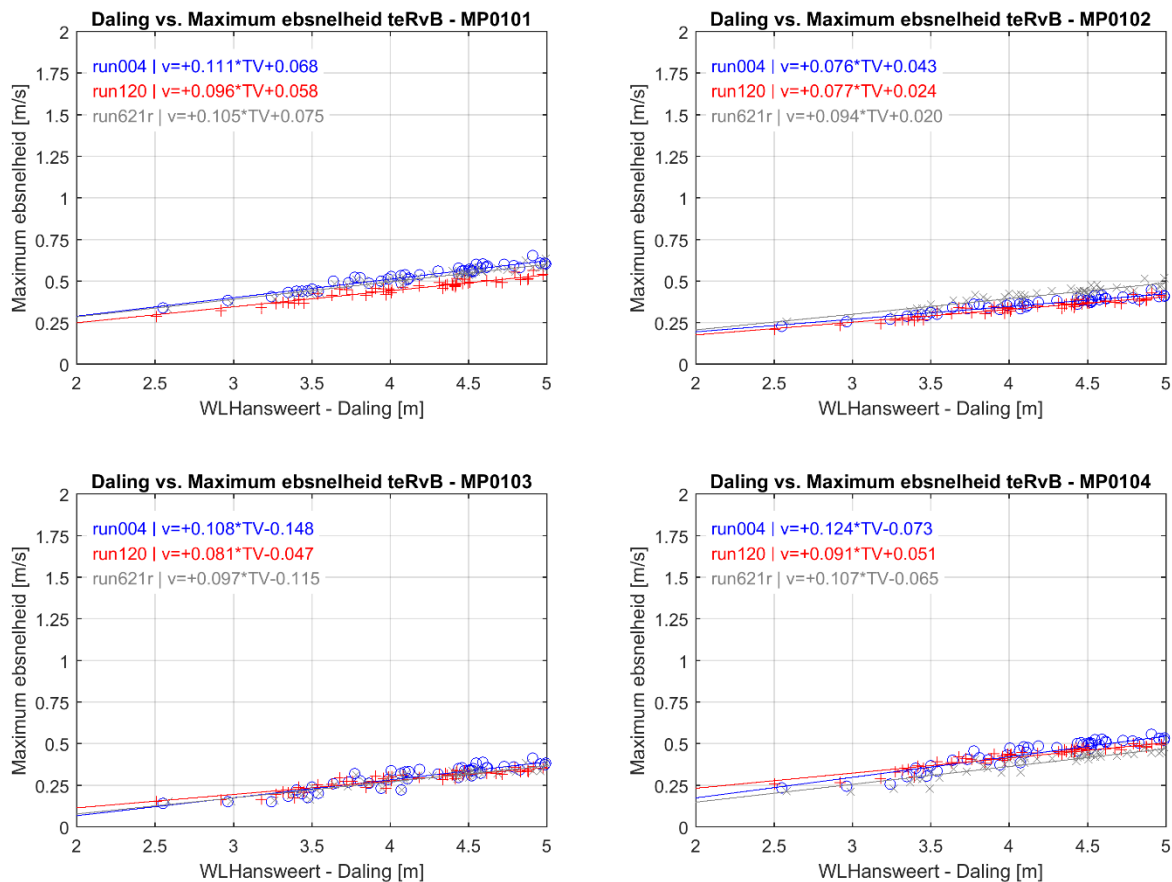 Daling vs. Maximum ebsnelheid teRvB - MP0101
2
1.75
1.5
1.25
1
0.75
0.5
0.25
0
Maximum ebsnelheid [m/s]
run004 | v=+0.111*TV+0.068
run120 | v=+0.096*TV+0.058
run621r | v=+0.105*TV+0.075
2 2.5 3 3.5 4 4.5 5
WLHansweert - Daling [m]
Daling vs. Maximum ebsnelheid teRvB - MP0102
2
1.75
1.5
1.25
1
0.75
0.5
0.25
0
Maximum ebsnelheid [m/s]
run004 | v=+0.076*TV+0.043
run120 | v=+0.077*TV+0.024
run621r | v=+0.094*TV+0.020
2 2.5 3 3.5 4 4.5 5
WLHansweert - Daling [m]
Daling vs. Maximum ebsnelheid teRvB - MP0103
2
1.75
1.5
1.25
1
0.75
0.5
0.25
0
Maximum ebsnelheid [m/s]
run004 | v=+0.108*TV-0.148
run120 | v=+0.081*TV-0.047
run621r | v=+0.097*TV-0.115
2 2.5 3 3.5 4 4.5 5
WLHansweert - Daling [m]
Daling vs. Maximum ebsnelheid teRvB - MP0104
2
1.75
1.5
1.25
1
0.75
0.5
0.25
0
Maximum ebsnelheid [m/s]
run004 | v=+0.124*TV-0.073
run120 | v=+0.091*TV+0.051
run621r | v=+0.107*TV-0.065
2 2.5 3 3.5 4 4.5 5
WLHansweert - Daling [m]